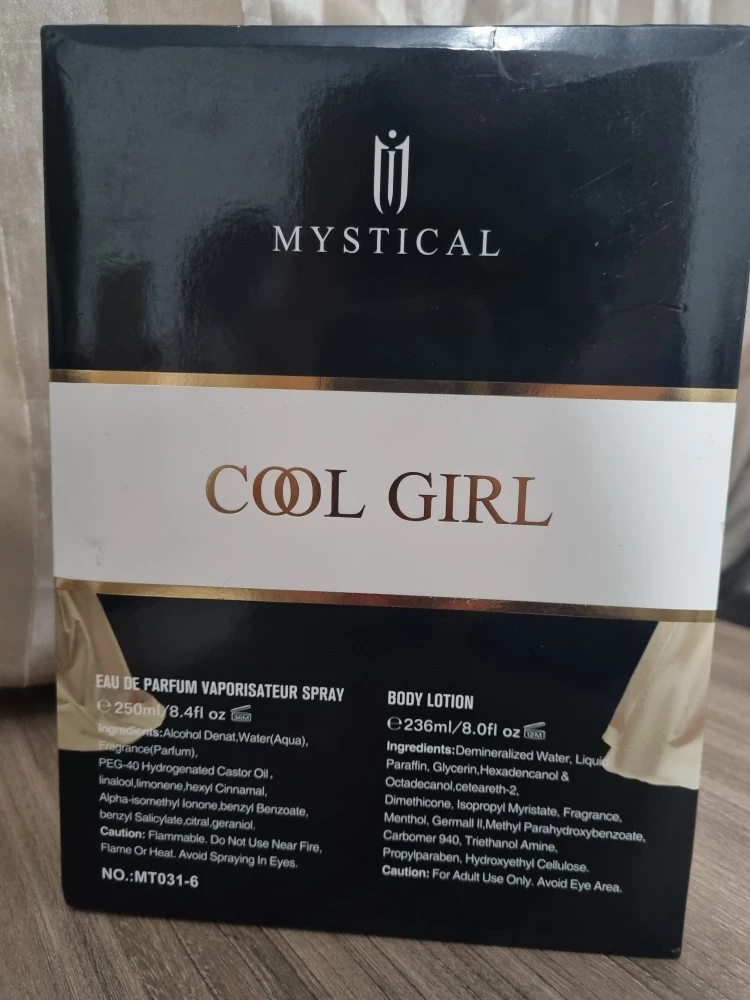 MYSTICAL
COOL GIRL
EAU DE PARFUM VAPORISATEUR SPRAY
℮250ml/8.4fl oz 36M
Ingredients:Alcohol Denat,Water(Aqua),
Fragrance(Parfum),
PEG-40 Hydrogenated Castor Oil ,
linalool,limonene,hexyl Cinnamal,
Alpha-isomethyl Ionone,benzyl Benzoate,
benzyl Salicylate,citral,geraniol.
Caution: Flammable. Do Not Use Near Fire,
Flame Or Heat. Avoid Spraying In Eyes.
NO.:MT031-6
BODY LOTION
℮236ml/8.0fl oz 12M
Ingredients:Demineralized Water, Liquid
Paraffin, Glycerin,Hexadencanol &
Octadecanol,ceteareth-2,
Dimethicone, Isopropyl Myristate, Fragrance,
Menthol, Germall II,Methyl Parahydroxybenzoate,
Carbomer 940, Triethanol Amine,
Propylparaben, Hydroxyethyl Cellulose.
Caution: For Adult Use Only. Avoid Eye Area.